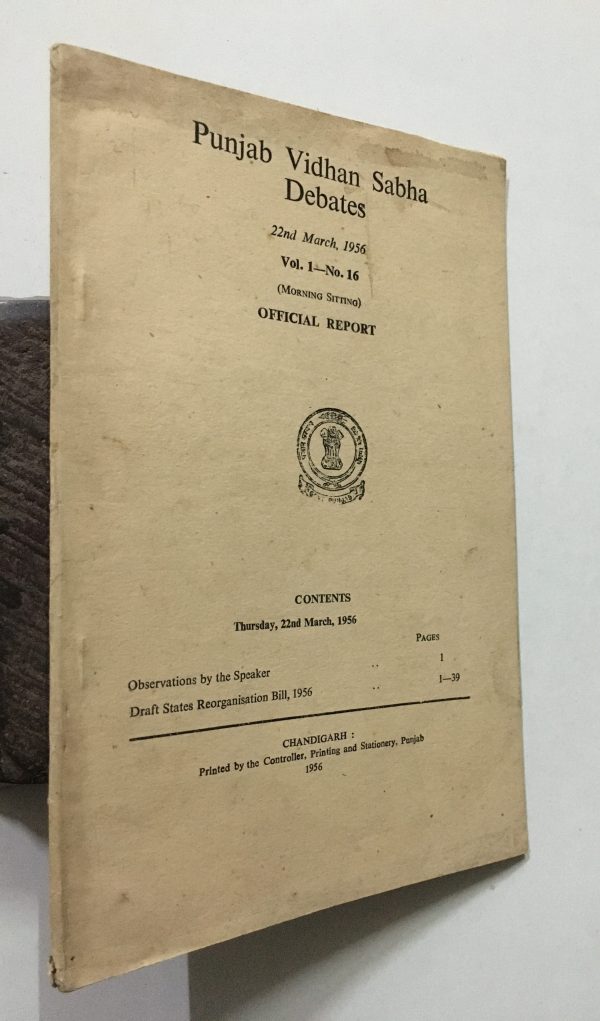 Punjab Vidhan Sabha
Debates
22nd March, 1956
Vol. 1—No. 16
(MORNING SITTING)
OFFICIAL REPORT
CONTENTS
Thursday, 22nd March, 1956
PAGES
Observations by the Speaker .. 1
Draft States Reorganisation Bill, 1956 .. 1—39
CHANDIGARH :
Printed by the Controller, Printing and Stationery, Punjab
1956